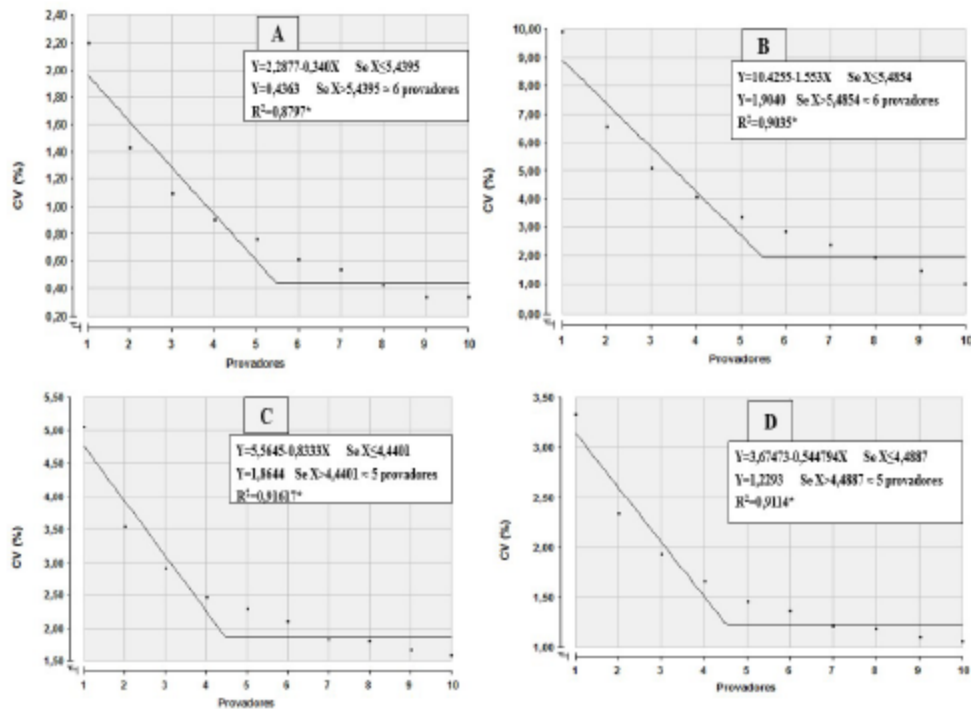 A
2,40
2,20
2,00
1,80
1,60
1,40
1,20
1,00
0,80
0,60
0,40
0,20
CV (%)
Y=2,2877-0,340X Se X≤5,4395
Y=0,4363 Se X>5,4395 ≈ 6 provadores
R²=0,8797*
1 2 3 4 5 6 7 8 9 10
Provadores
B
10,00
9,00
8,00
7,00
6,00
5,00
4,00
3,00
2,00
1,00
0,00
CV (%)
Y=10.4255-1.553X Se X≤5,4854
Y=1,9040 Se X>5,4854 ≈ 6 provadores
R²=0,9035*
1 2 3 4 5 6 7 8 9 10
Provadores
C
5,50
5,00
4,50
4,00
3,50
3,00
2,50
2,00
1,50
CV (%)
Y=5,5645-0,8333X Se X≤4,4401
Y=1,8644 Se X>4,4401 ≈ 5 provadores
R²=0,91617*
1 2 3 4 5 6 7 8 9 10
Provadores
D
3,50
3,00
2,50
2,00
1,50
1,00
CV (%)
Y=3,67473-0,544794X Se X≤4,4887
Y=1,2293 Se X>4,4887 ≈ 5 provadores
R²=0,9114*
1 2 3 4 5 6 7 8 9 10
Provadores